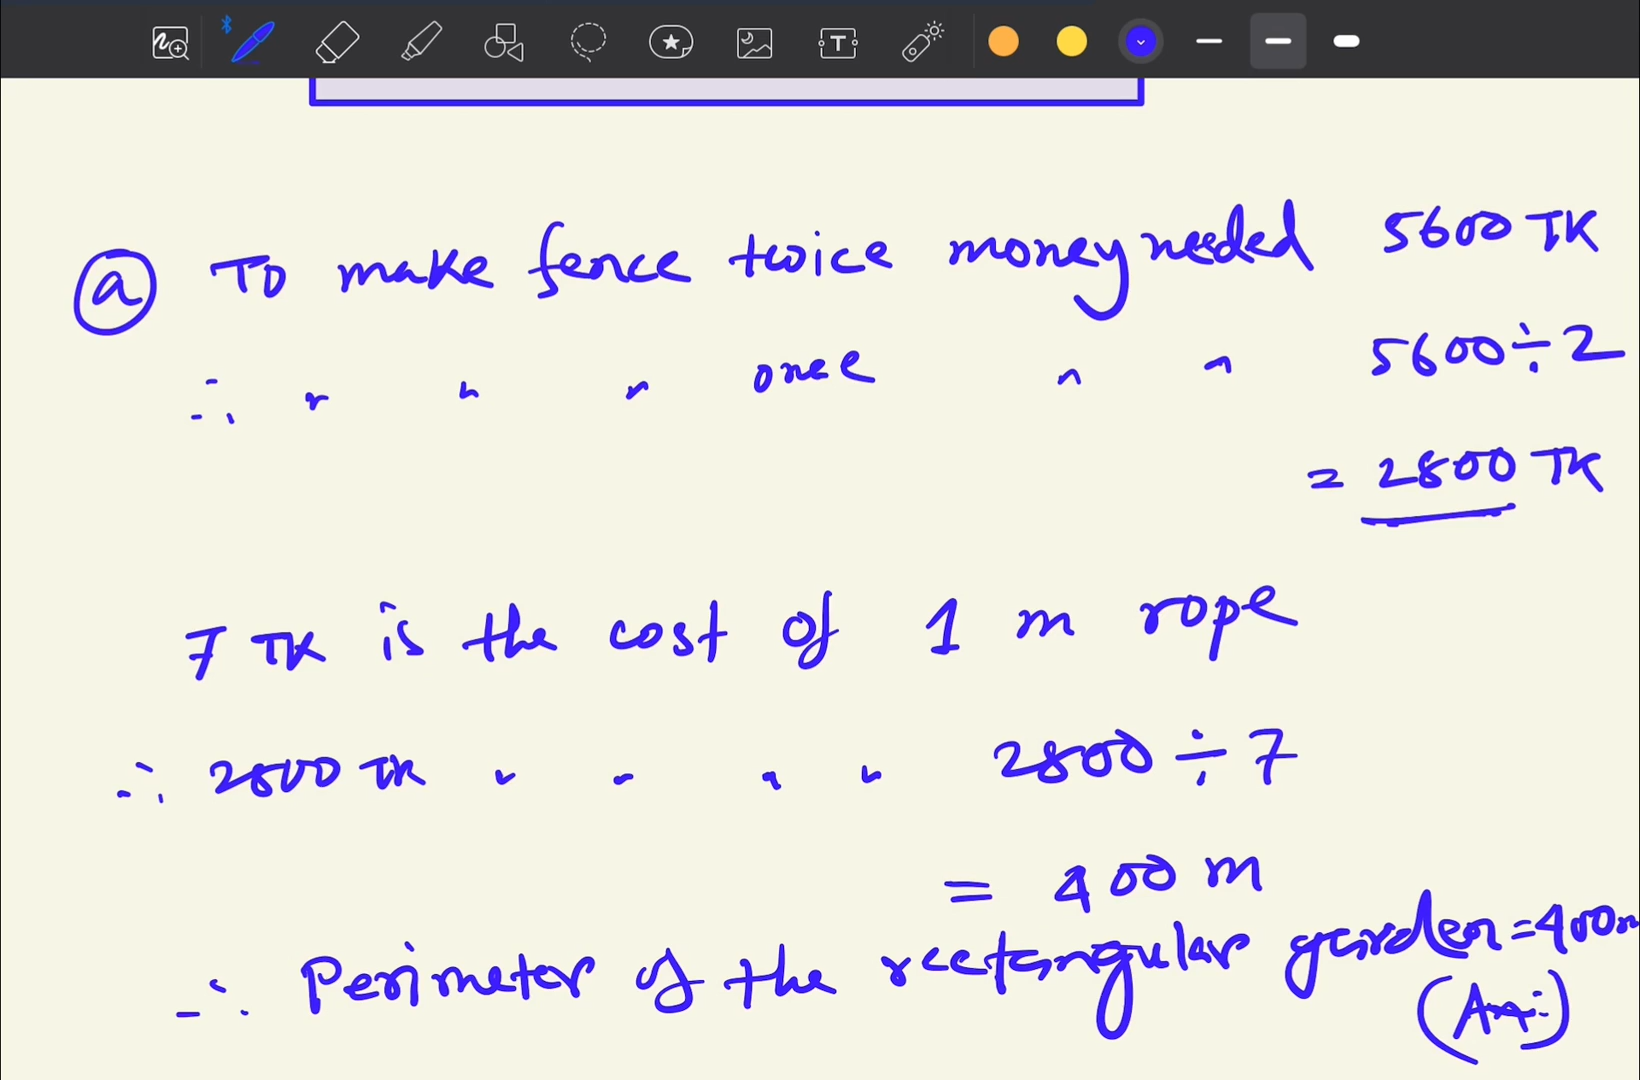 T
(a) To make fence twice money needed 5600 TK
∴ " " " once " " 5600 ÷ 2
= 2800 TK
7 TK is the cost of 1 m rope
∴ 2800 TK " " " " 2800 ÷ 7
= 400 m
∴ Perimeter of the rectangular garden = 400m
(Ans:)